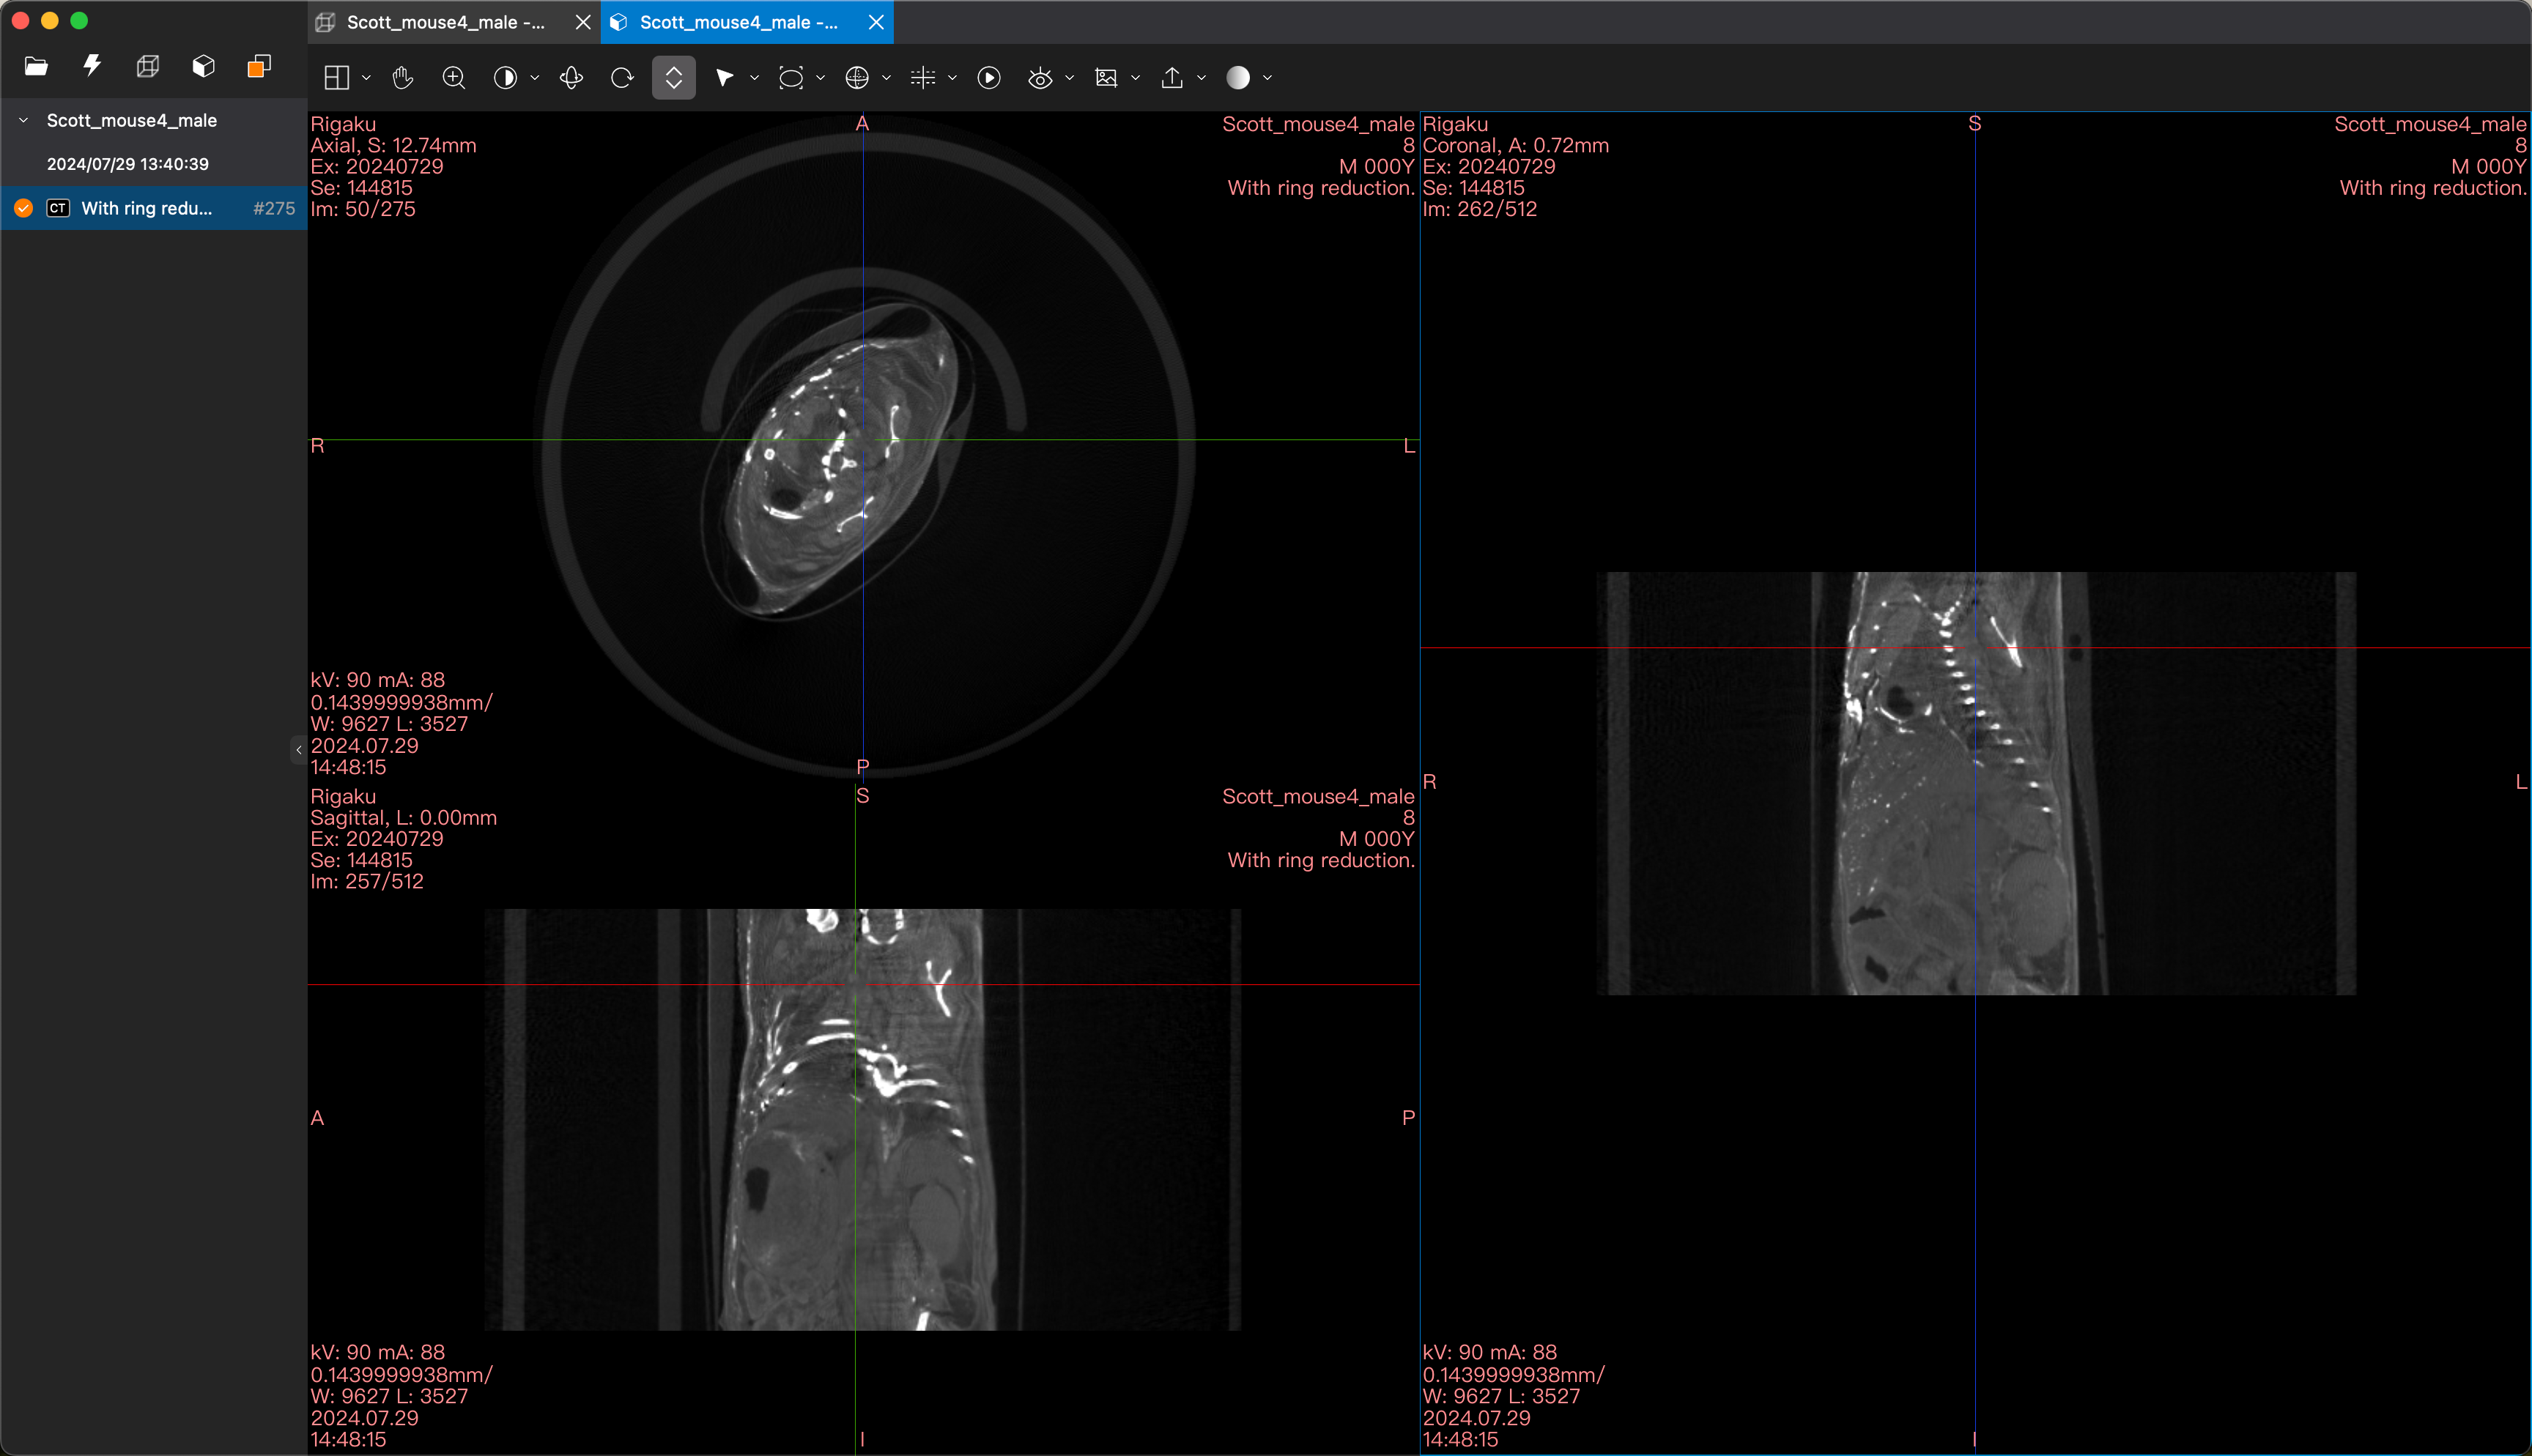 Scott_mouse4_male -...
Scott_mouse4_male -...
Scott_mouse4_male
2024/07/29 13:40:39
CT With ring redu... #275
Rigaku
Axial, S: 12.74mm
Ex: 20240729
Se: 144815
Im: 50/275
A
Scott_mouse4_male
8
M 000Y
With ring reduction.
R
L
kV: 90 mA: 88
0.1439999938mm/
W: 9627 L: 3527
2024.07.29
14:48:15
P
Rigaku
Coronal, A: 0.72mm
Ex: 20240729
Se: 144815
Im: 262/512
S
Scott_mouse4_male
8
M 000Y
With ring reduction.
R
L
kV: 90 mA: 88
0.1439999938mm/
W: 9627 L: 3527
2024.07.29
14:48:15
I
Rigaku
Sagittal, L: 0.00mm
Ex: 20240729
Se: 144815
Im: 257/512
S
Scott_mouse4_male
8
M 000Y
With ring reduction.
A
P
kV: 90 mA: 88
0.1439999938mm/
W: 9627 L: 3527
2024.07.29
14:48:15
I